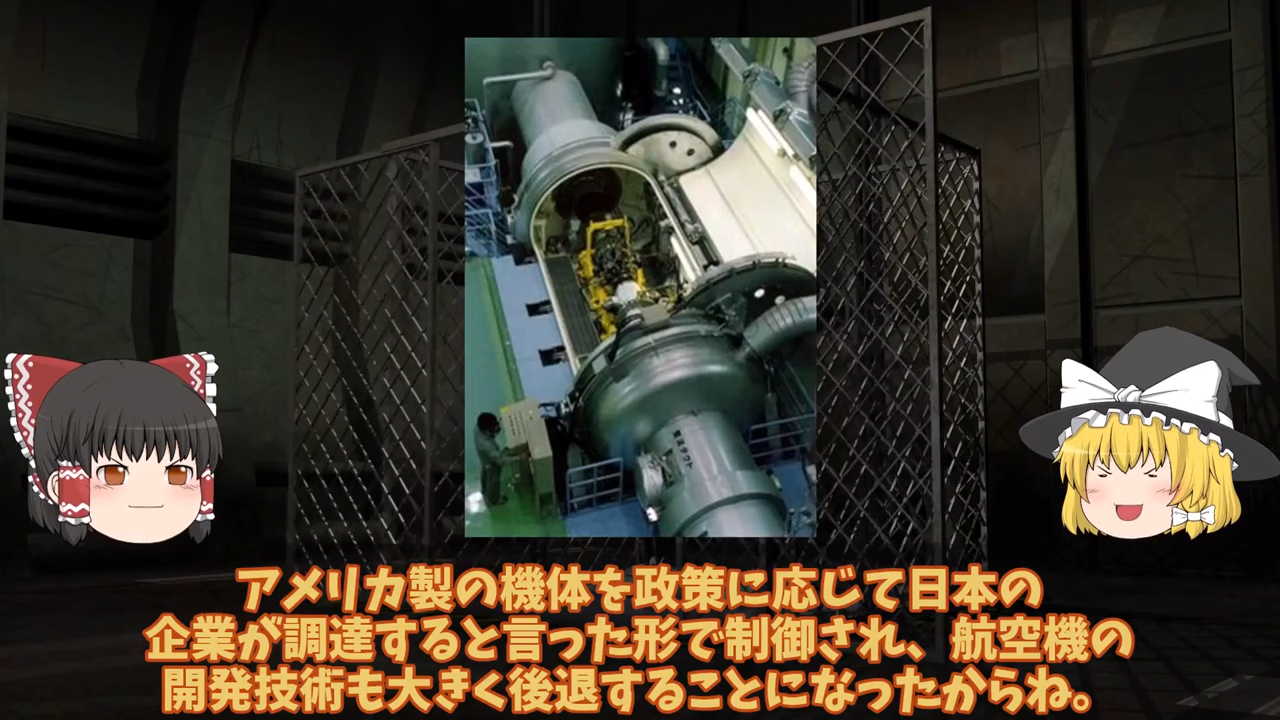 アメリカ製の機体を政策に応じて日本の
企業が調達すると言った形で制御され、航空機の
開発技術も大きく後退することになったからね。